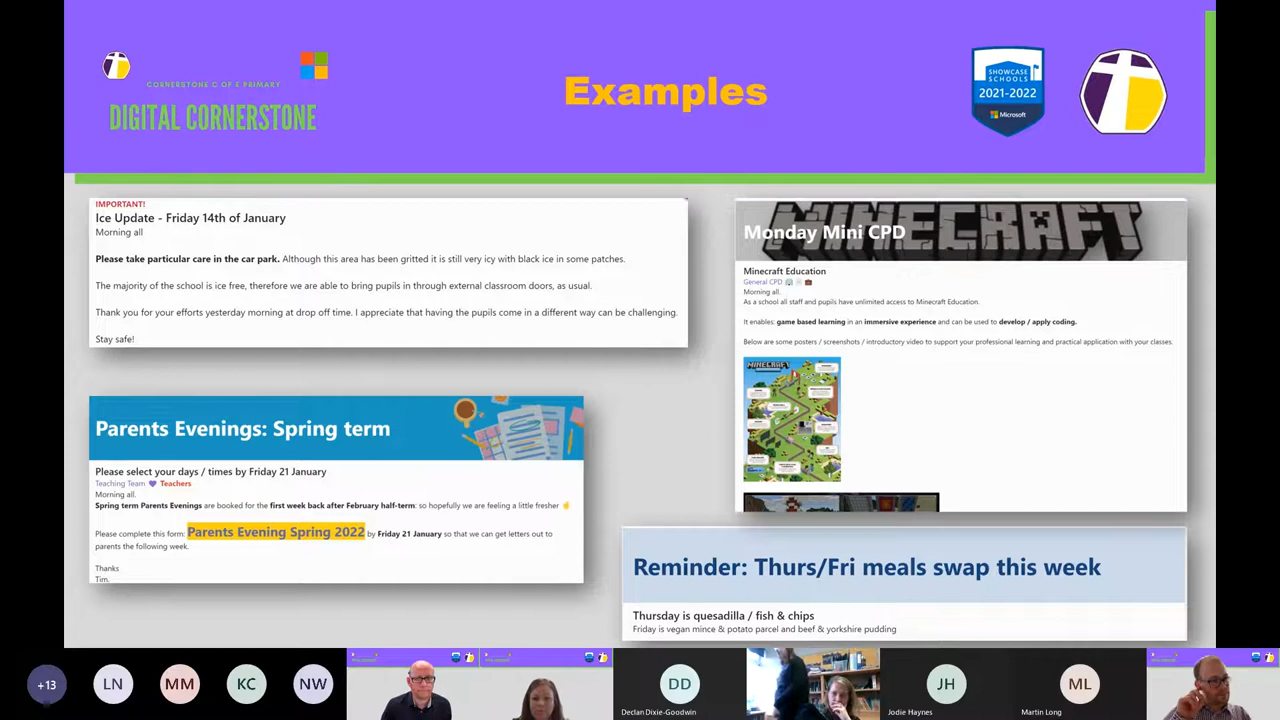 CORNERSTONE C OF E PRIMARY
DIGITAL CORNERSTONE
Examples
SHOWCASE
SCHOOLS
2021-2022
Microsoft
IMPORTANT!
Ice Update - Friday 14th of January
Morning all
Please take particular care in the car park. Although this area has been gritted it is still very icy with black ice in some patches.
The majority of the school is ice free, therefore we are able to bring pupils in through external classroom doors, as usual.
Thank you for your efforts yesterday morning at drop off time. I appreciate that having the pupils come in a different way can be challenging.
Stay safe!
MINECRAFT
Monday Mini CPD
Minecraft Education
General CPD
Morning all.
As a school all staff and pupils have unlimited access to Minecraft Education.
It enables: game based learning in an immersive experience and can be used to develop / apply coding.
Below are some posters / screenshots / introductory video to support your professional learning and practical application with your classes.
MINECRAFT
Parents Evenings: Spring term
Please select your days / times by Friday 21 January
Teaching Team 💜 Teachers
Morning all.
Spring term Parents Evenings are booked for the first week back after February half-term: so hopefully we are feeling a little fresher
Please complete this form: Parents Evening Spring 2022 by Friday 21 January so that we can get letters out to
parents the following week.
Thanks
Tim.
Reminder: Thurs/Fri meals swap this week
Thursday is quesadilla / fish & chips
Friday is vegan mince & potato parcel and beef & yorkshire pudding
+13
LN
MM
KC
NW
DD
Declan Dixie-Goodwin
JH
Jodie Haynes
ML
Martin Long